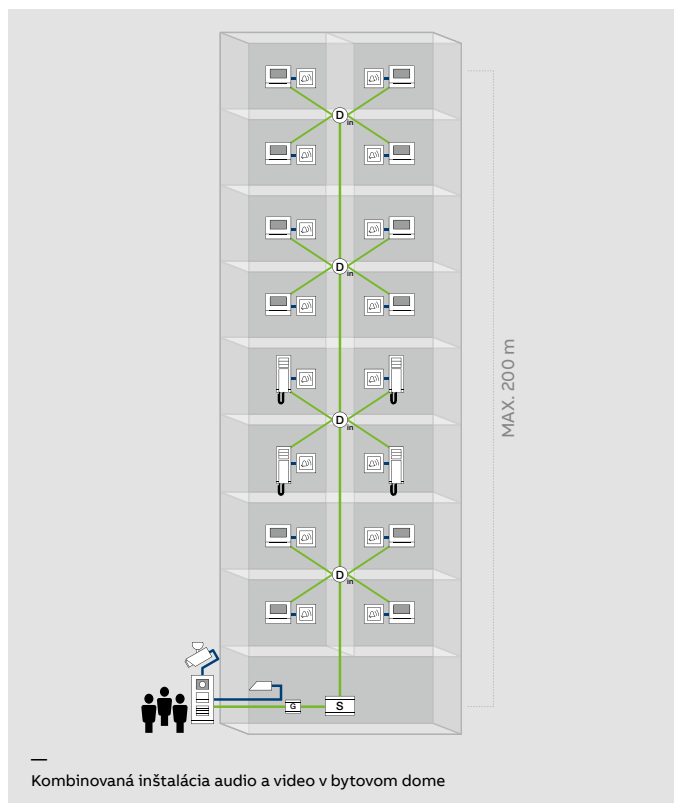 D
in
D
in
D
in
D
in
MAX. 200 m
G
S
Kombinovaná inštalácia audio a video v bytovom dome